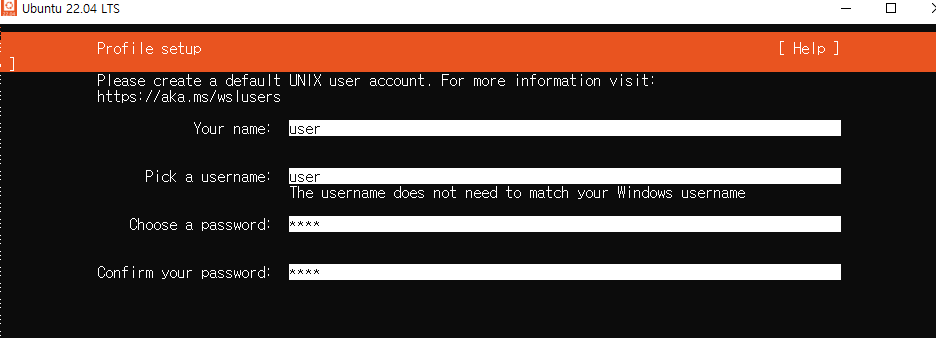 Ubuntu 22.04 LTS
Profile setup [ Help ]
]
Please create a default UNIX user account. For more information visit:
https://aka.ms/wslusers
Your name: user
Pick a username: user
The username does not need to match your Windows username
Choose a password: ****
Confirm your password: ****